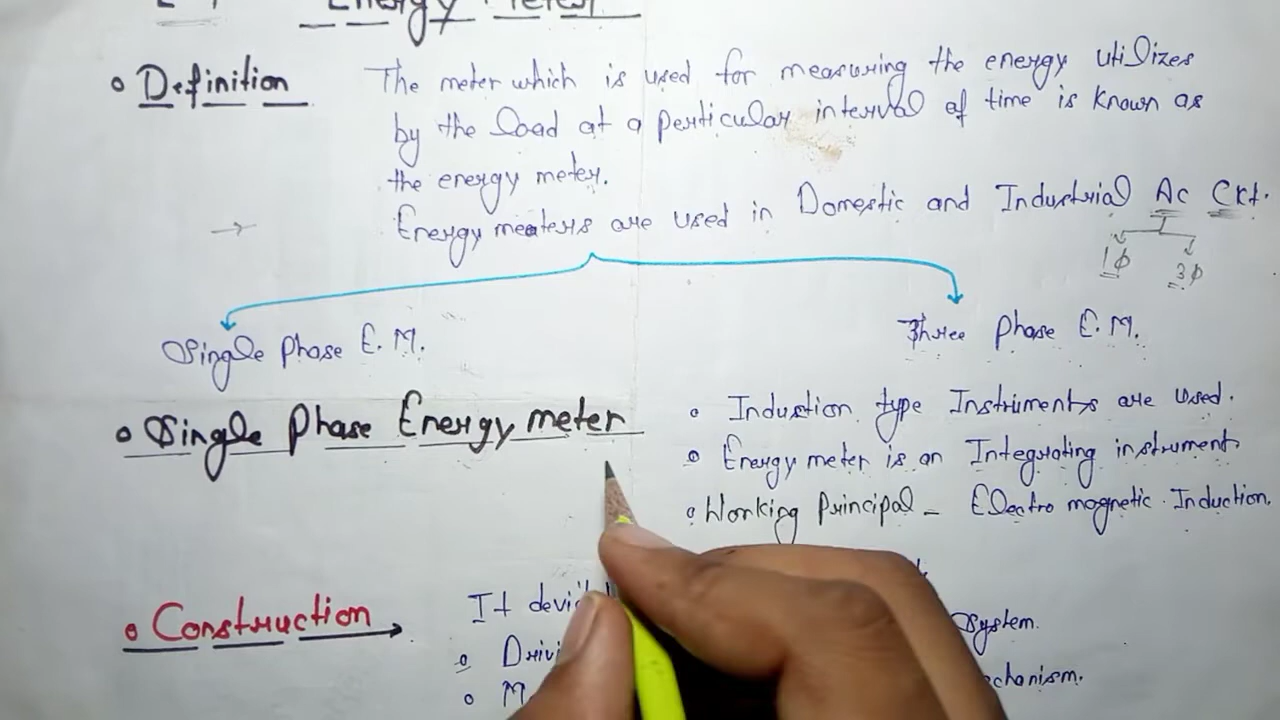 Energy Meter
Definition The meter which is used for measuring the energy utilizes
by the load at a perticular interval of time is known as
the energy meter.
→ Energy meaters are used in Domestic and Industrial Ac Ckt.
1ϕ 3ϕ
Single Phase E.M. Three Phase E.M.
Single Phase Energy meter
Induction type Instruments are used.
Energy meter is an Integrating instrument.
Working Principal - Electro magnetic Induction.
Construction → It
System.